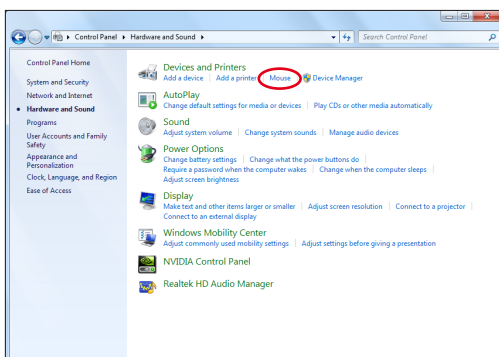 Control Panel ▸ Hardware and Sound ▸
Search Control Panel
Control Panel Home
System and Security
Network and Internet
Hardware and Sound
Programs
User Accounts and Family
Safety
Appearance and
Personalization
Clock, Language, and Region
Ease of Access
Devices and Printers
Add a device | Add a printer | Mouse | Device Manager
AutoPlay
Change default settings for media or devices | Play CDs or other media automatically
Sound
Adjust system volume | Change system sounds | Manage audio devices
Power Options
Change battery settings | Change what the power buttons do |
Require a password when the computer wakes | Change when the computer sleeps |
Adjust screen brightness
Display
Make text and other items larger or smaller | Adjust screen resolution | Connect to a projector |
Connect to an external display
Windows Mobility Center
Adjust commonly used mobility settings | Adjust settings before giving a presentation
NVIDIA Control Panel
Realtek HD Audio Manager